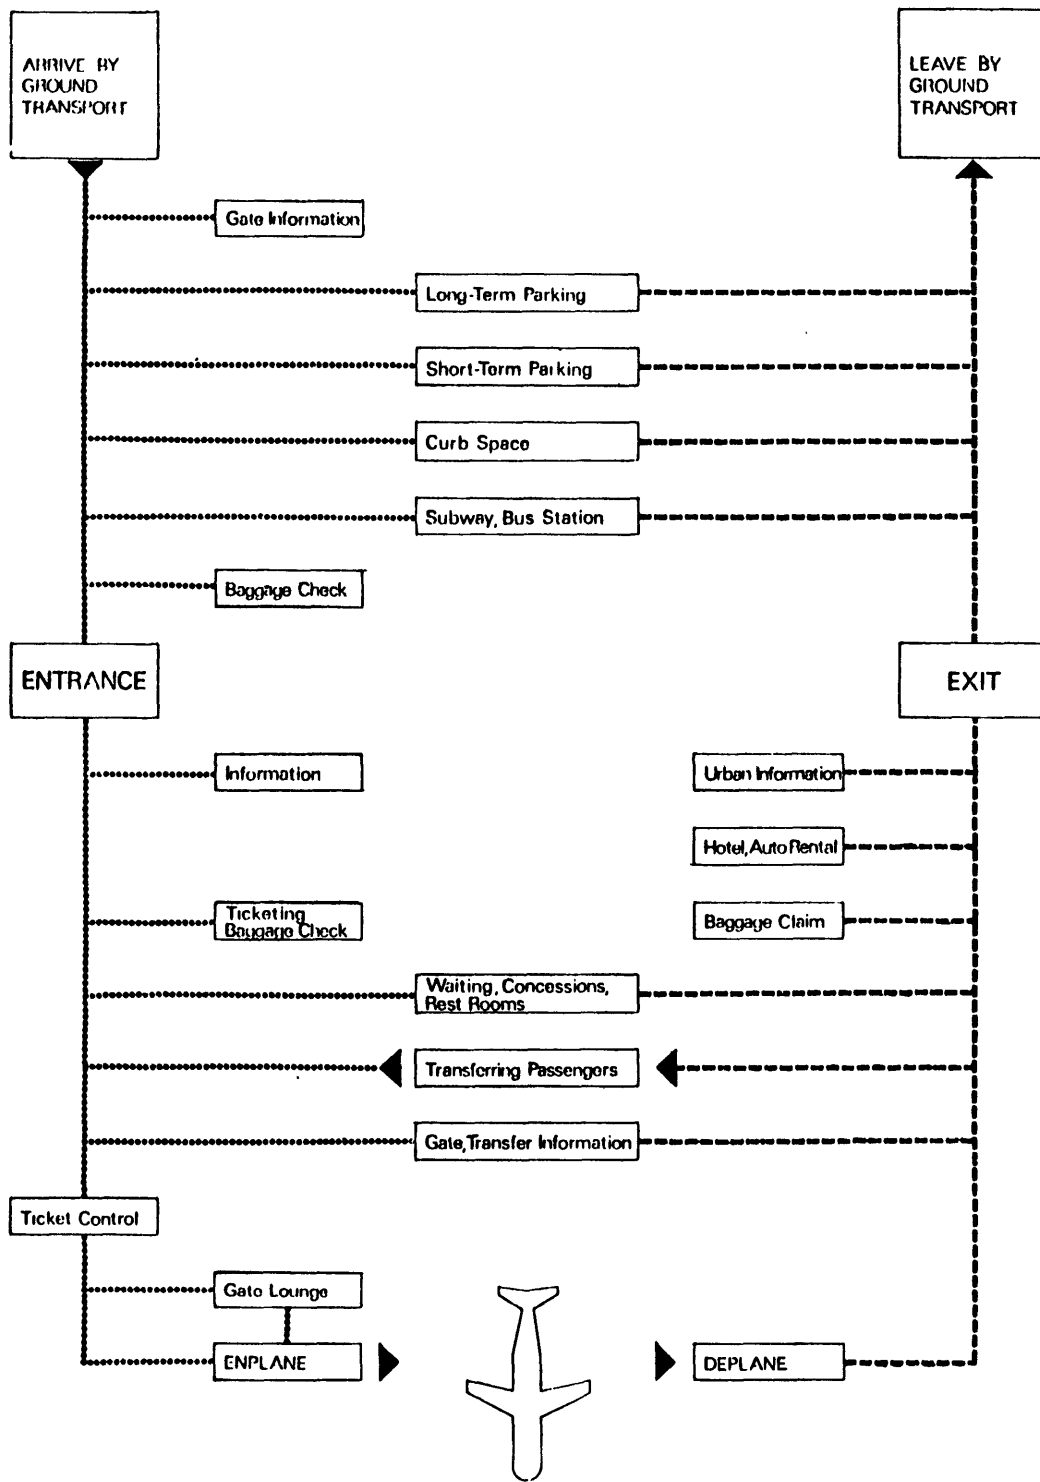 ARRIVE BY
GROUND
TRANSPORT
LEAVE BY
GROUND
TRANSPORT
Gate Information
Long-Term Parking
Short-Term Parking
Curb Space
Subway, Bus Station
Baggage Check
ENTRANCE
EXIT
Information
Urban Information
Hotel, Auto Rental
Ticketing
Baggage Check
Baggage Claim
Waiting, Concessions,
Rest Rooms
Transferring Passengers
Gate, Transfer Information
Ticket Control
Gate Lounge
ENPLANE
DEPLANE